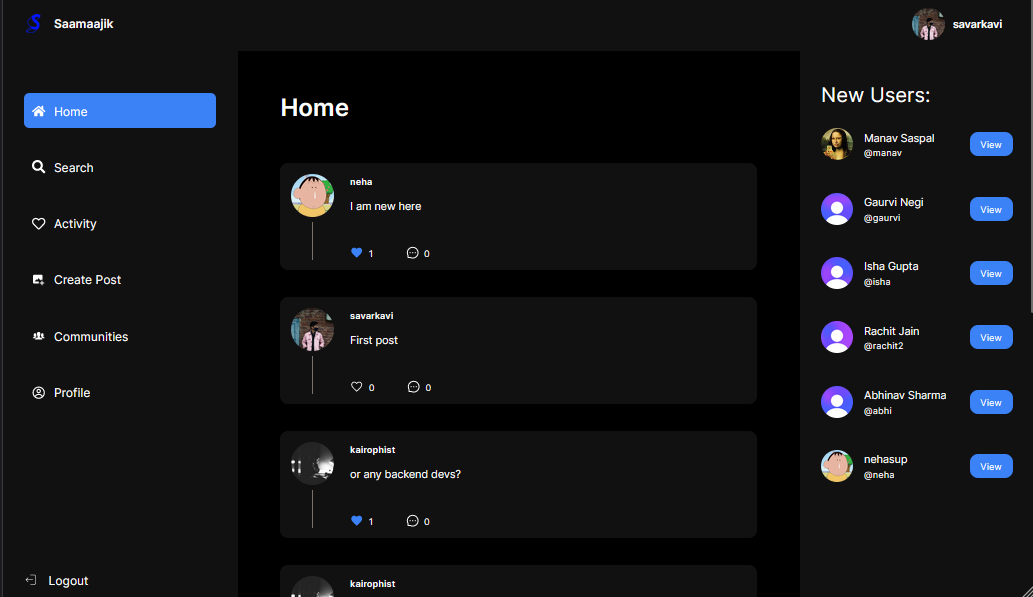 Saamaajik
savarkavi
Home
Search
Activity
Create Post
Communities
Profile
Logout
Home
neha
I am new here
1 0
savarkavi
First post
0 0
kairophist
or any backend devs?
1 0
kairophist
New Users:
Manav Saspal
@manav
View
Gaurvi Negi
@gaurvi
View
Isha Gupta
@isha
View
Rachit Jain
@rachit2
View
Abhinav Sharma
@abhi
View
nehasup
@neha
View